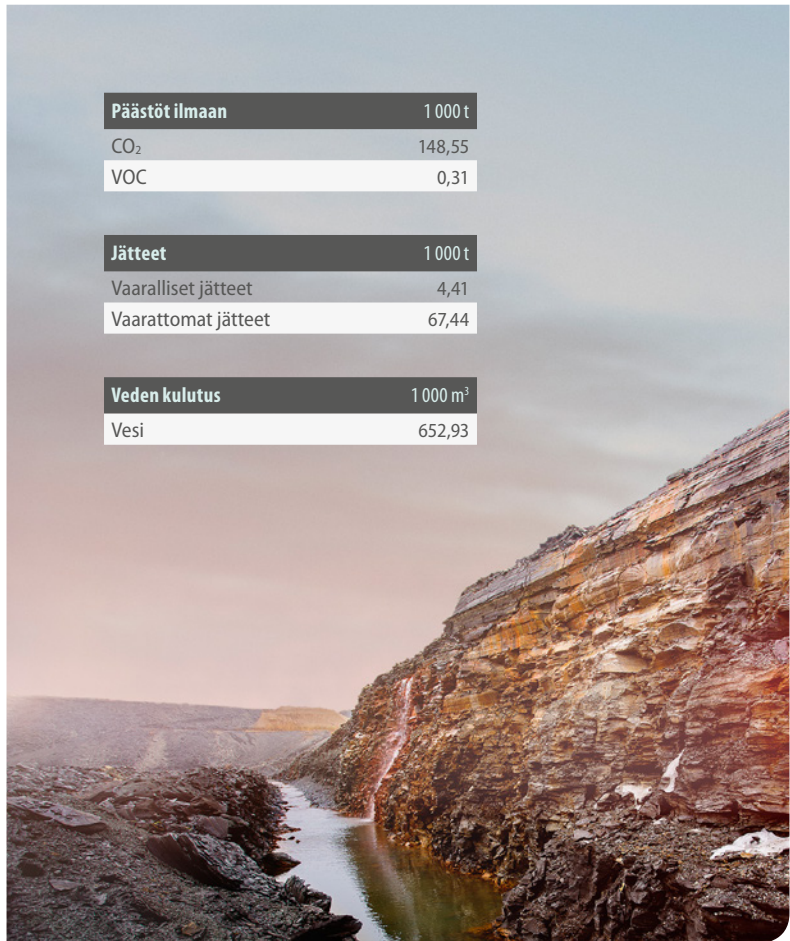 Päästöt ilmaan 1 000 t
CO₂ 148,55
VOC 0,31
Jätteet 1 000 t
Vaaralliset jätteet 4,41
Vaarattomat jätteet 67,44
Veden kulutus 1 000 m³
Vesi 652,93